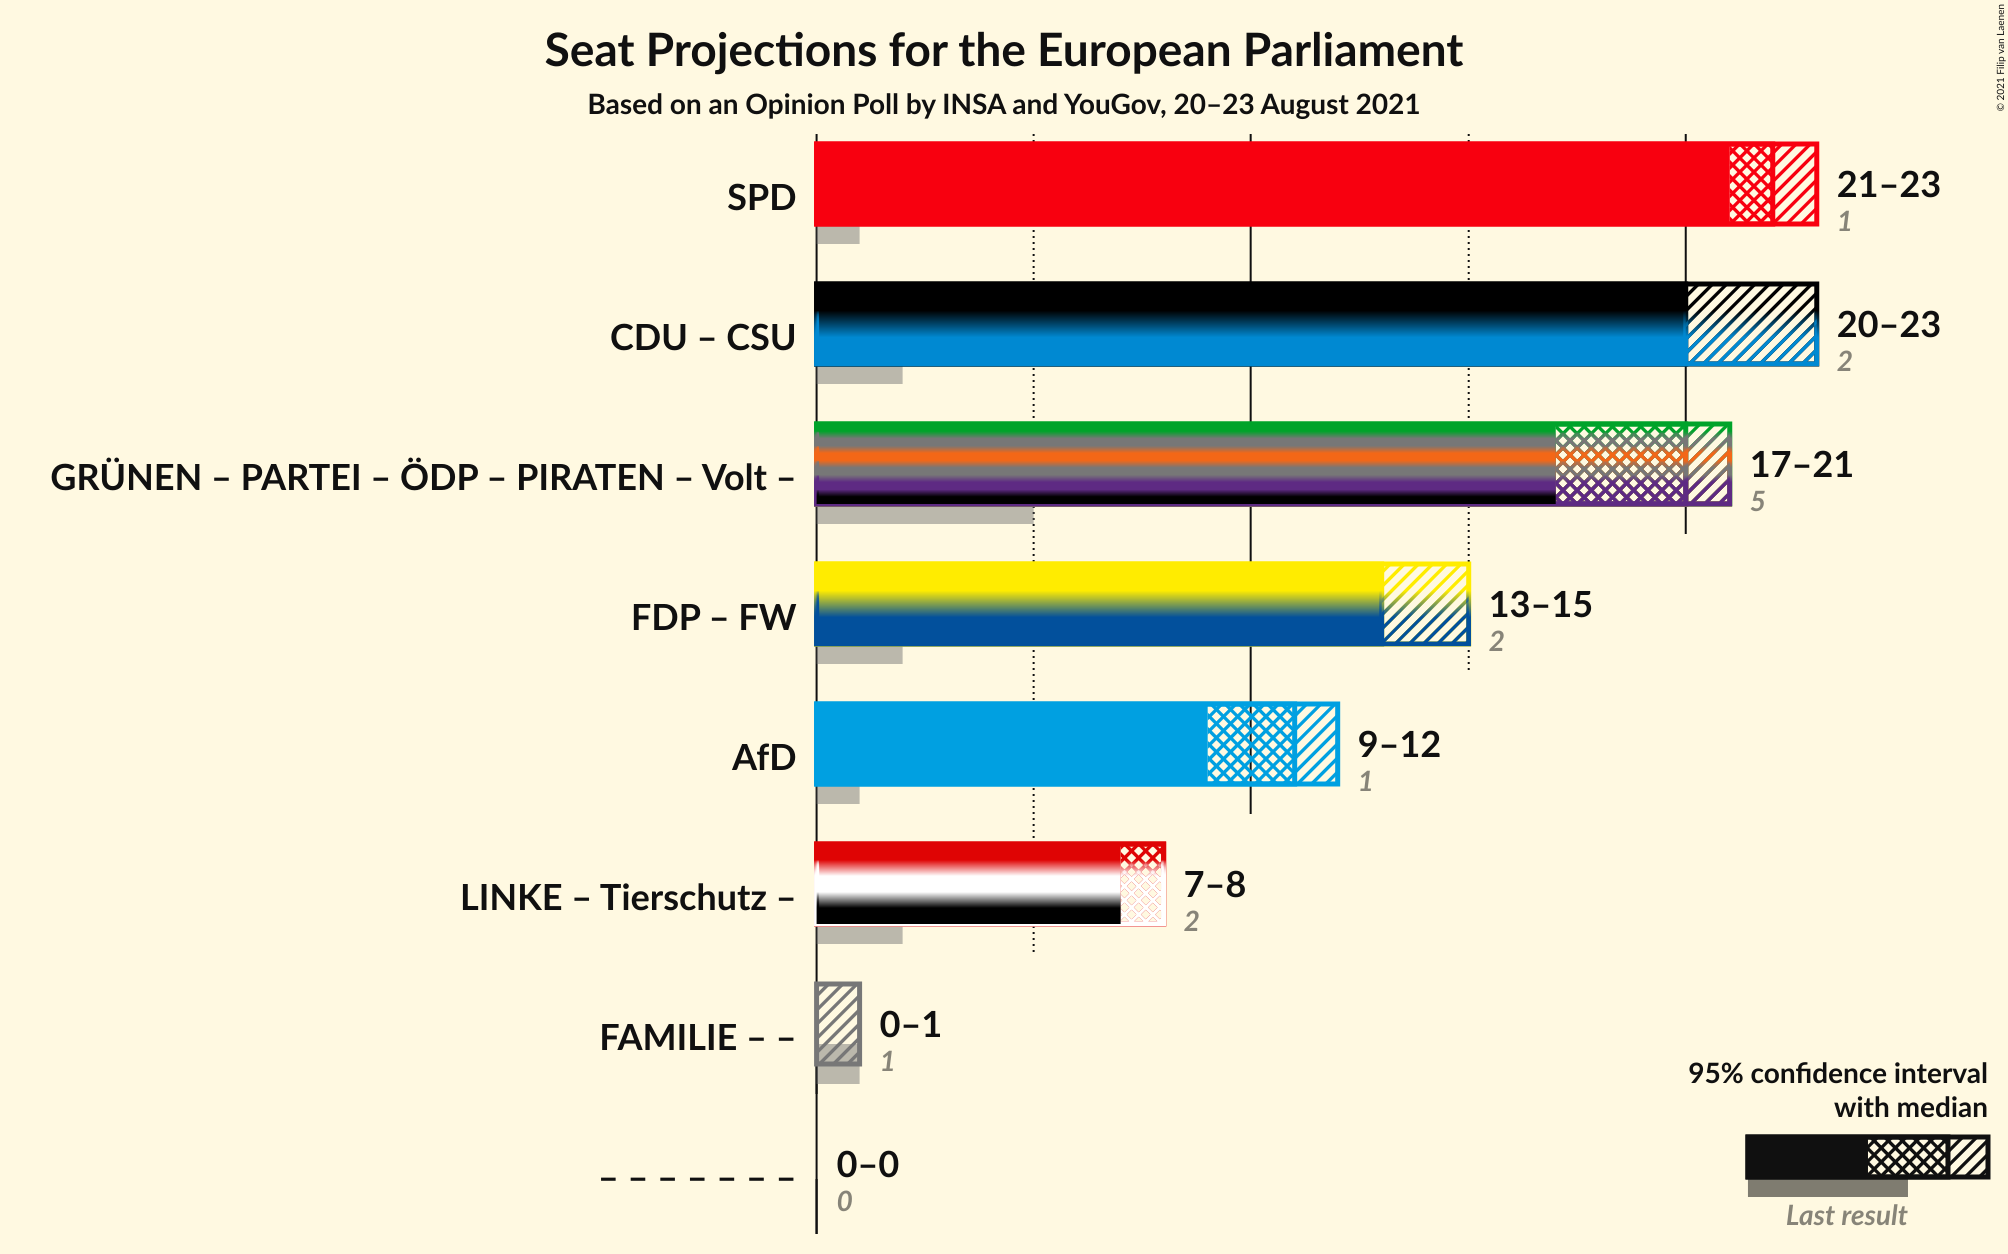 Seat Projections for the European Parliament
Based on an Opinion Poll by INSA and YouGov, 20–23 August 2021
© 2021 Filip van Laenen
SPD
21–23
1
CDU – CSU
20–23
2
GRÜNEN – PARTEI – ÖDP – PIRATEN – Volt –
17–21
5
FDP – FW
13–15
2
AfD
9–12
1
LINKE – Tierschutz –
7–8
2
FAMILIE – –
0–1
1
– – – – – – –
0–0
0
95% confidence interval
with median
Last result